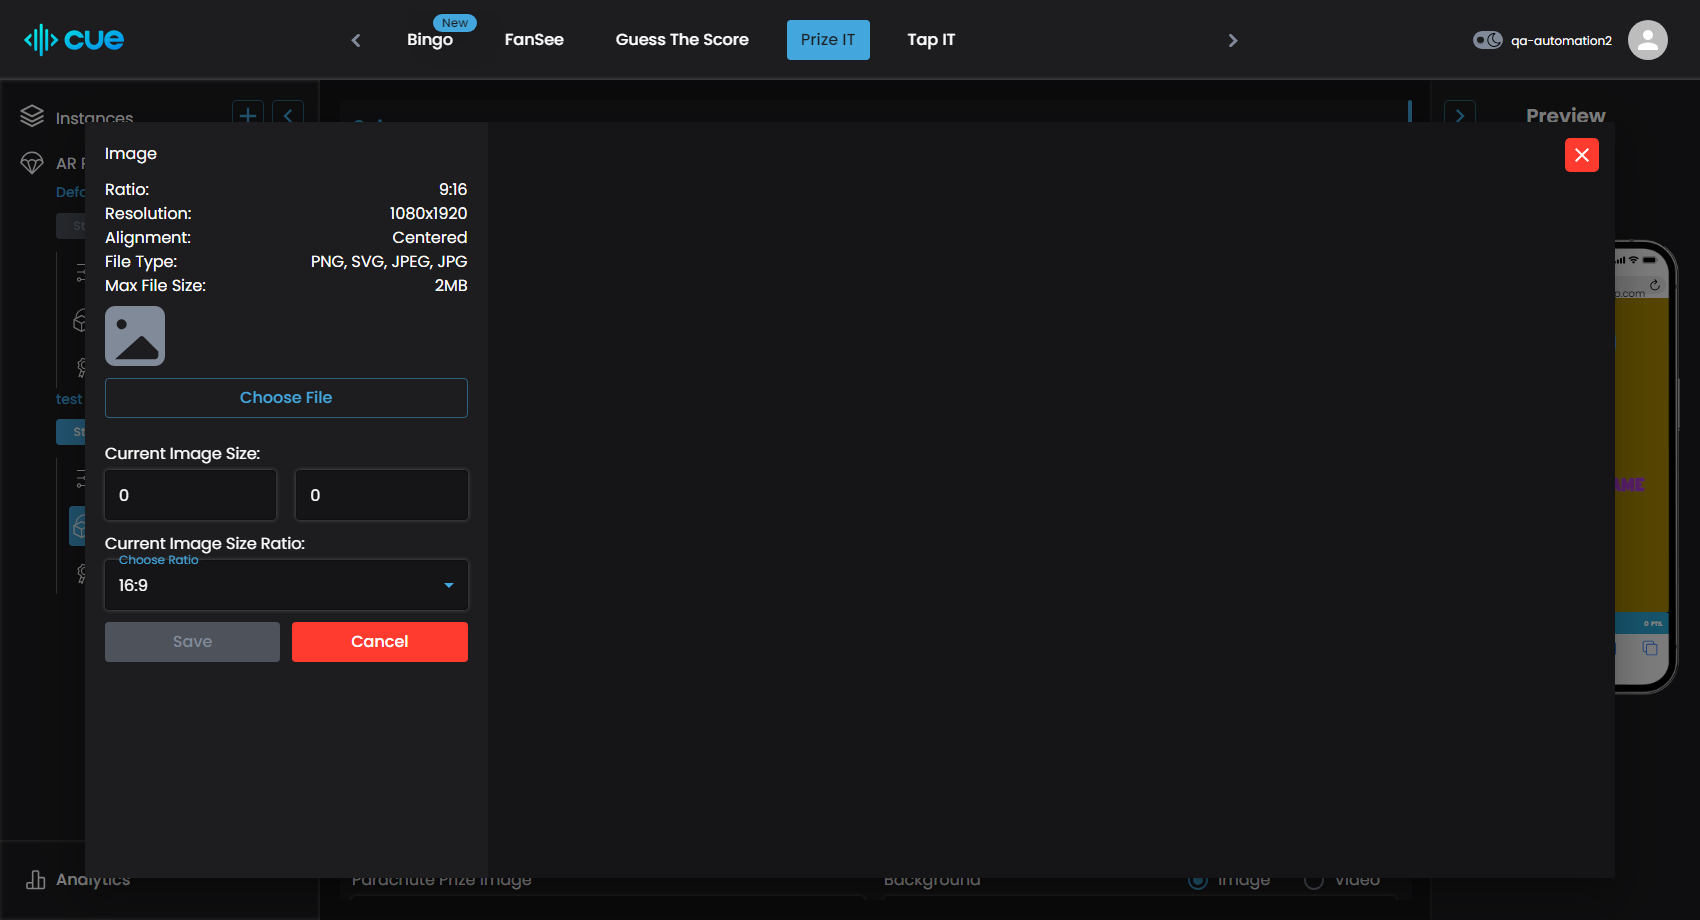 cue
New
Bingo
FanSee
Guess The Score
Prize IT
Tap IT
qa-automation2
Instances
Preview
AR
test
Image
Ratio: 9:16
Resolution: 1080x1920
Alignment: Centered
File Type: PNG, SVG, JPEG, JPG
Max File Size: 2MB
Choose File
Current Image Size:
0 0
Current Image Size Ratio:
Choose Ratio
16:9
Save Cancel
0 PTS.
Analytics
Parachute Prize Image
Background
Image
Video